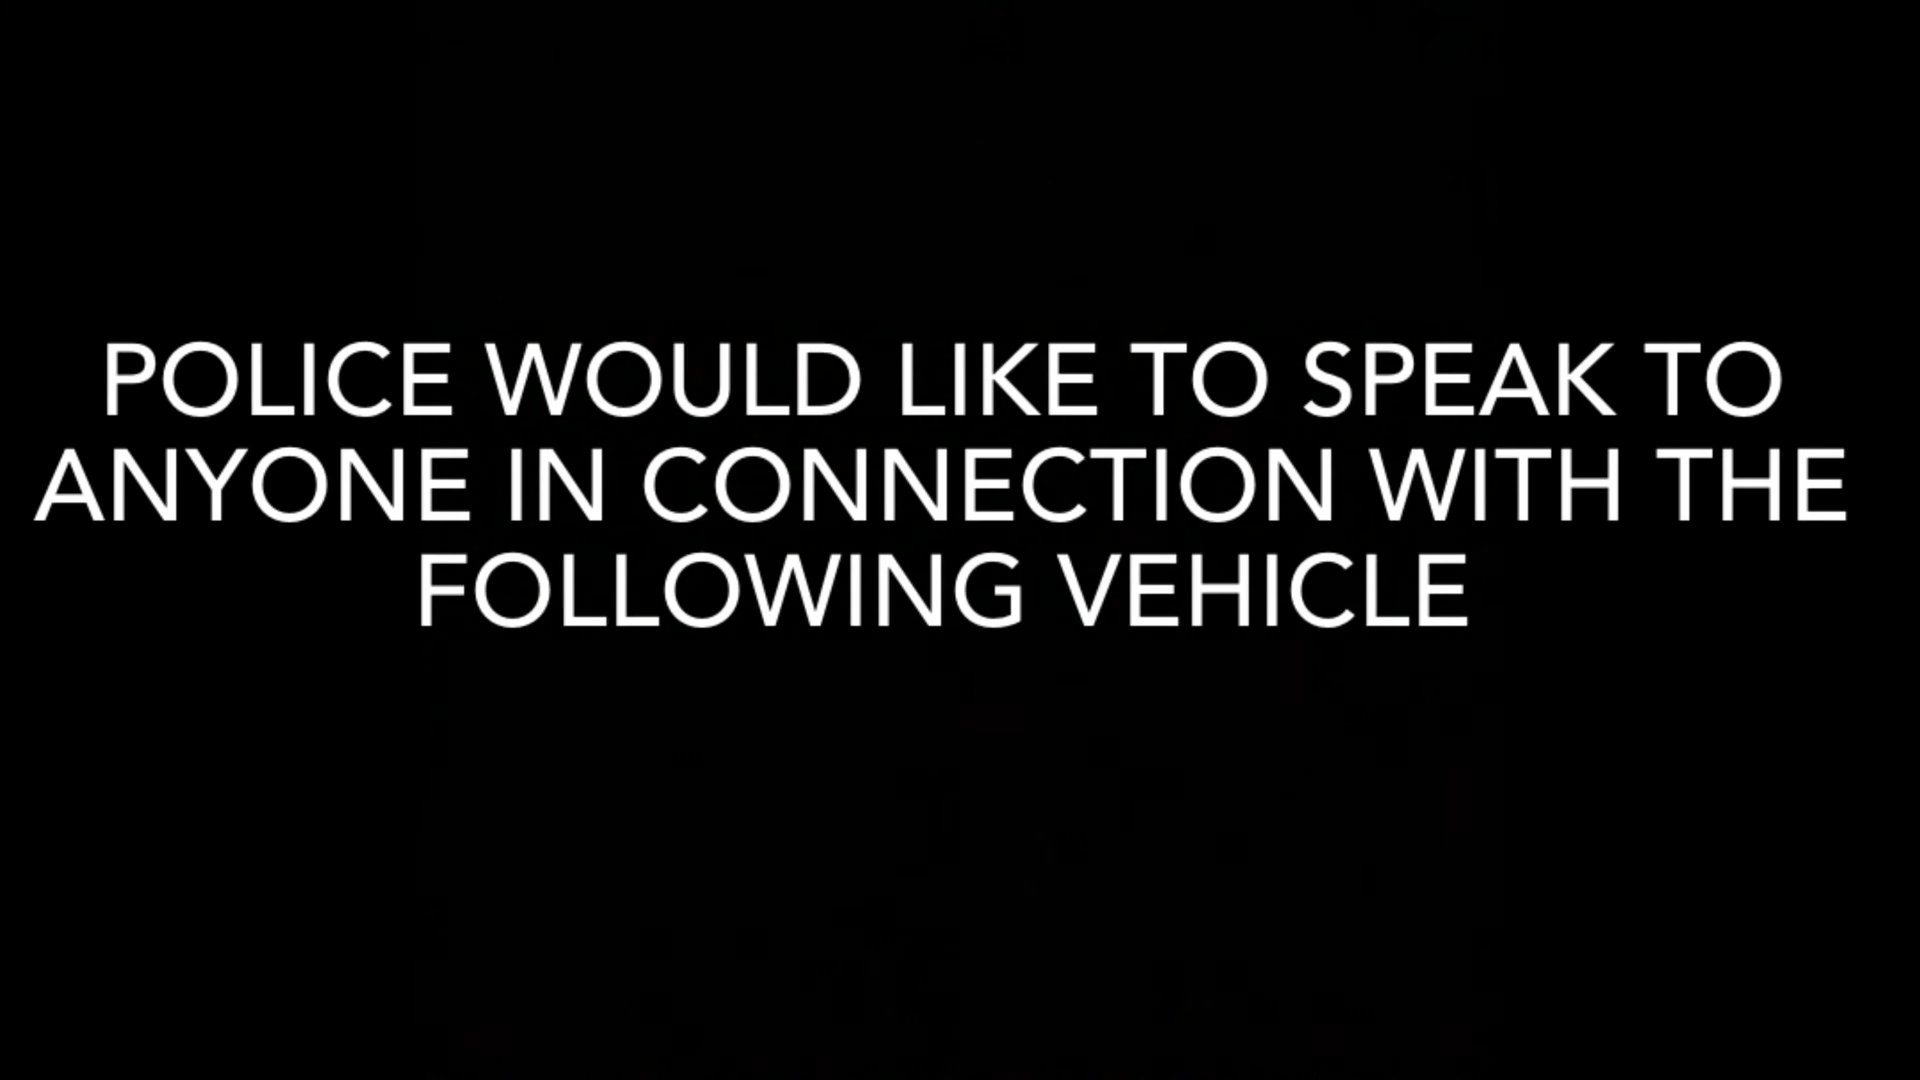 POLICE WOULD LIKE TO SPEAK TO
ANYONE IN CONNECTION WITH THE
FOLLOWING VEHICLE